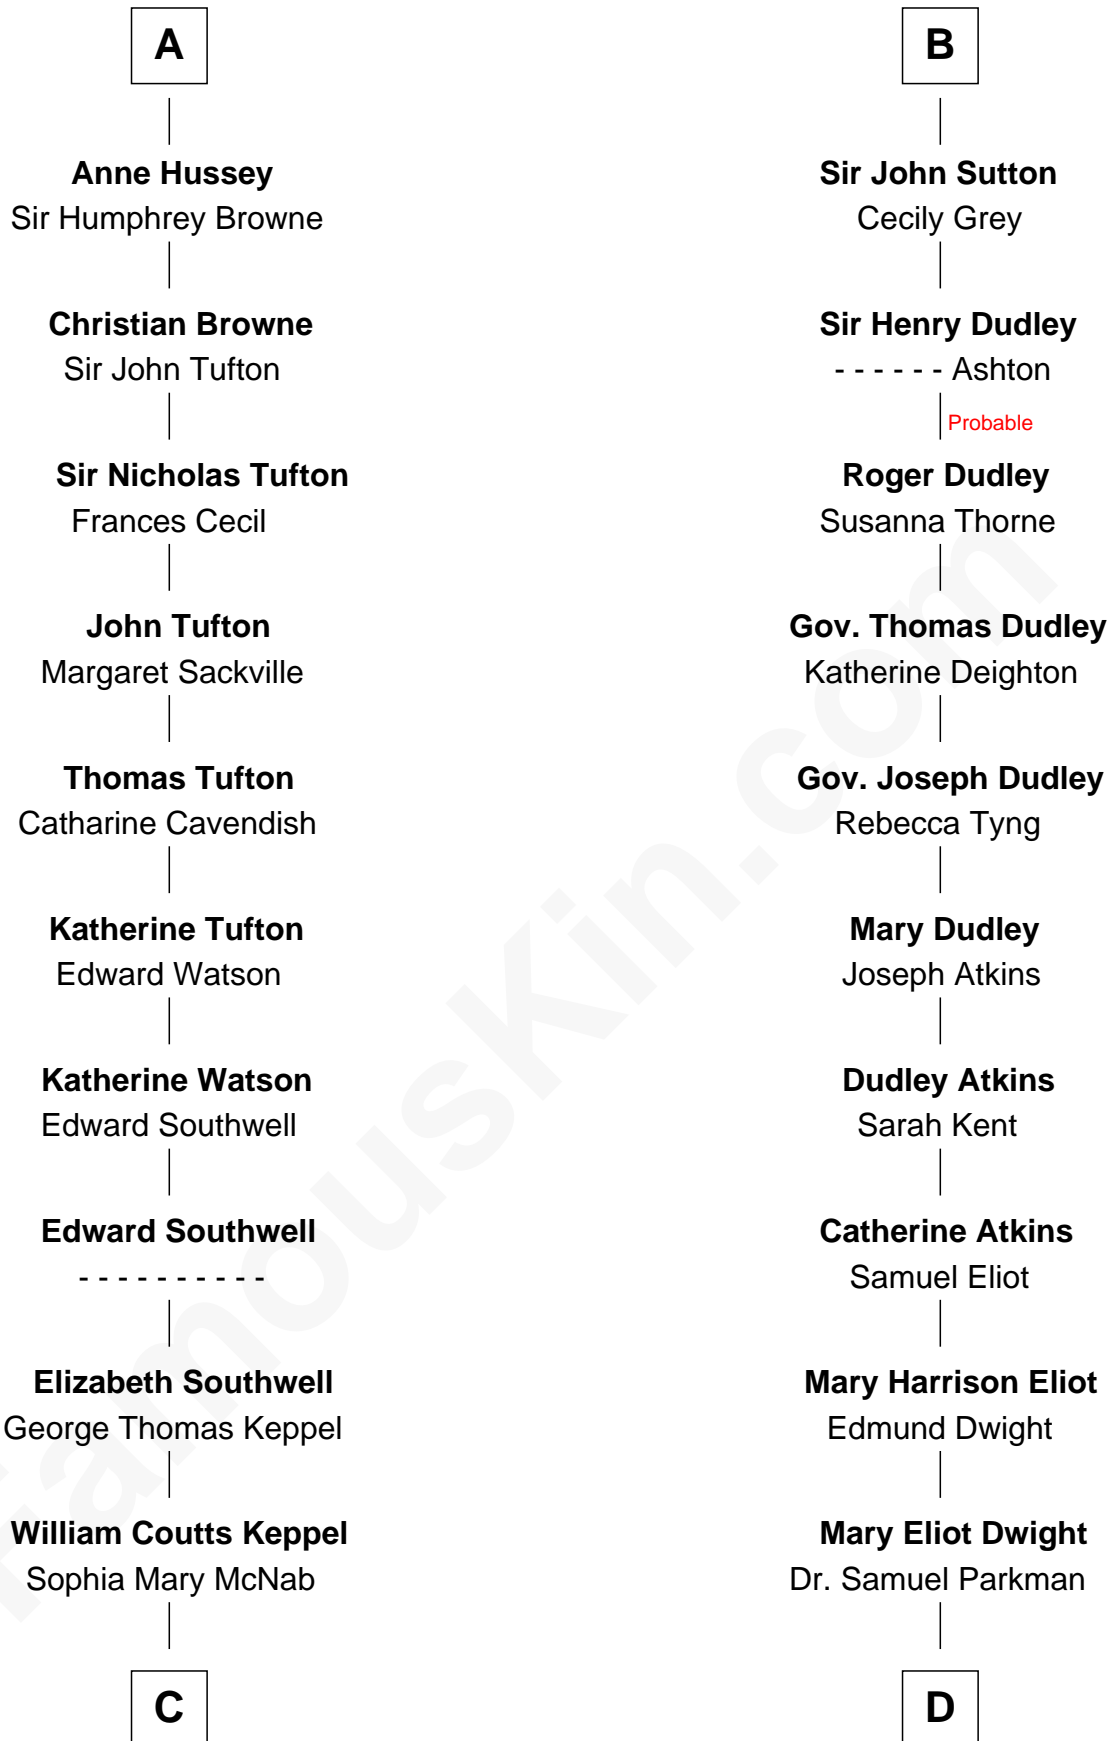 A
Anne Hussey
Sir Humphrey Browne
Christian Browne
Sir John Tufton
Sir Nicholas Tufton
Frances Cecil
John Tufton
Margaret Sackville
Thomas Tufton
Catharine Cavendish
Katherine Tufton
Edward Watson
Katherine Watson
Edward Southwell
Edward Southwell
- - - - - - - - - -
Elizabeth Southwell
George Thomas Keppel
William Coutts Keppel
Sophia Mary McNab
C
B
Sir John Sutton
Cecily Grey
Sir Henry Dudley
- - - - - - Ashton
Probable
Roger Dudley
Susanna Thorne
Gov. Thomas Dudley
Katherine Deighton
Gov. Joseph Dudley
Rebecca Tyng
Mary Dudley
Joseph Atkins
Dudley Atkins
Sarah Kent
Catherine Atkins
Samuel Eliot
Mary Harrison Eliot
Edmund Dwight
Mary Eliot Dwight
Dr. Samuel Parkman
D
FamousKin.com